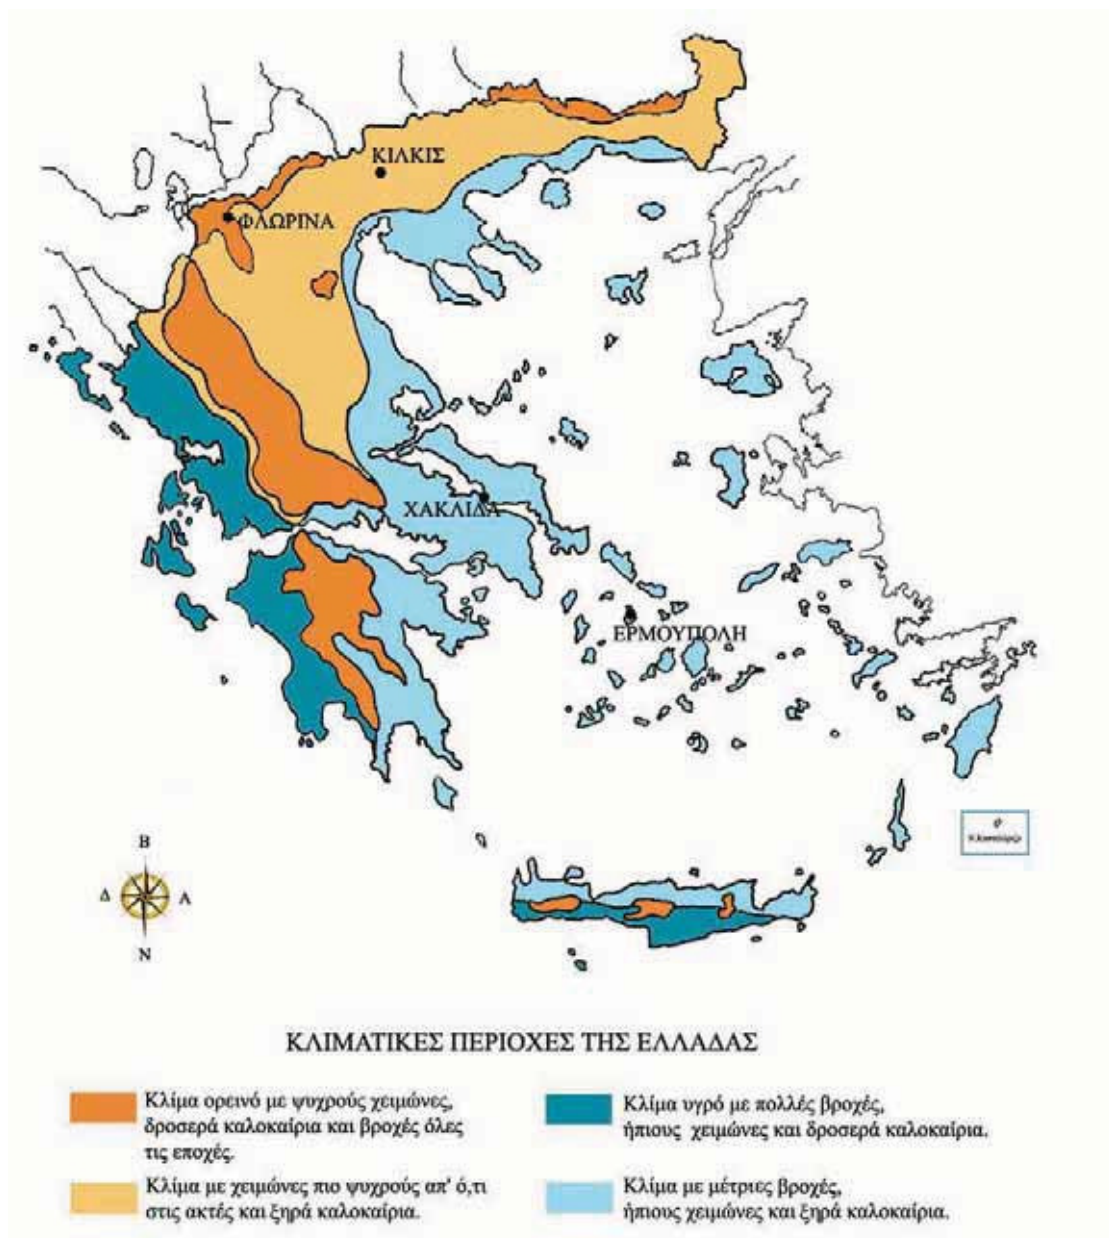 ΚΙΛΚΙΣ
ΦΛΩΡΙΝΑ
ΧΑΚΛΙΔΑ
ΕΡΜΟΥΠΟΛΗ
Β
Δ
Α
Ν
ΚΛΙΜΑΤΙΚΕΣ ΠΕΡΙΟΧΕΣ ΤΗΣ ΕΛΛΑΔΑΣ
Κλίμα ορεινό με ψυχρούς χειμώνες,
δροσερά καλοκαίρια και βροχές όλες
τις εποχές.
Κλίμα με χειμώνες πιο ψυχρούς απ' ό,τι
στις ακτές και ξηρά καλοκαίρια.
Κλίμα υγρό με πολλές βροχές,
ήπιους χειμώνες και δροσερά καλοκαίρια.
Κλίμα με μέτριες βροχές,
ήπιους χειμώνες και ξηρά καλοκαίρια.